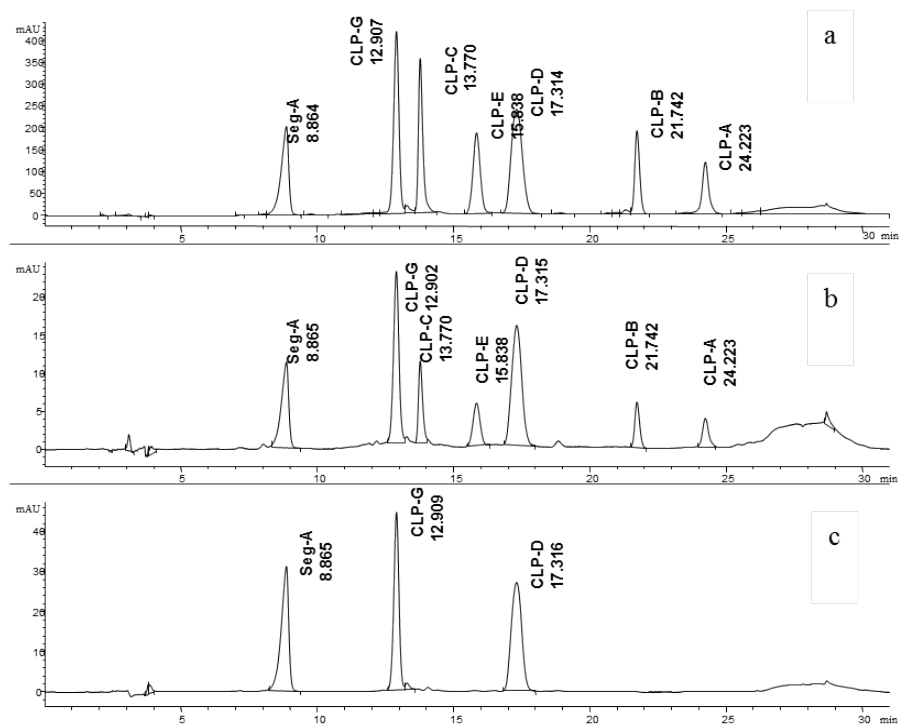 mAU
400
350
300
250
200
150
100
50
0
Seg-A
8.864
CLP-G
12.907
CLP-C
13.770
CLP-E
15.838
CLP-D
17.314
CLP-B
21.742
CLP-A
24.223
a
5
10
15
20
25
30 min
mAU
20
15
10
5
0
Seg-A
8.865
CLP-G
12.902
CLP-C
13.770
CLP-E
15.838
CLP-D
17.315
CLP-B
21.742
CLP-A
24.223
b
5
10
15
20
25
30 min
mAU
40
30
20
10
0
Seg-A
8.865
CLP-G
12.909
CLP-D
17.316
c
5
10
15
20
25
30 min